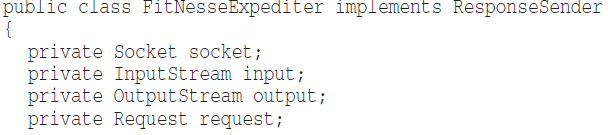 public class FitNesseExpediter implements ResponseSender
{
private Socket socket;
private InputStream input;
private OutputStream output;
private Request request;